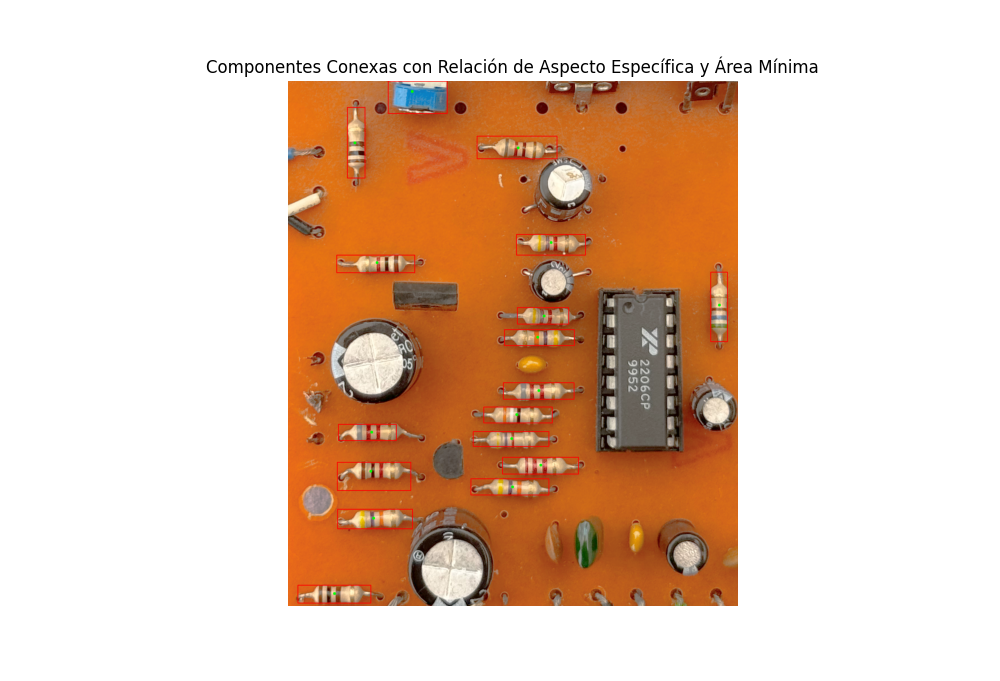 Componentes Conexas con Relación de Aspecto Específica y Área Mínima
V
2206CP
9952